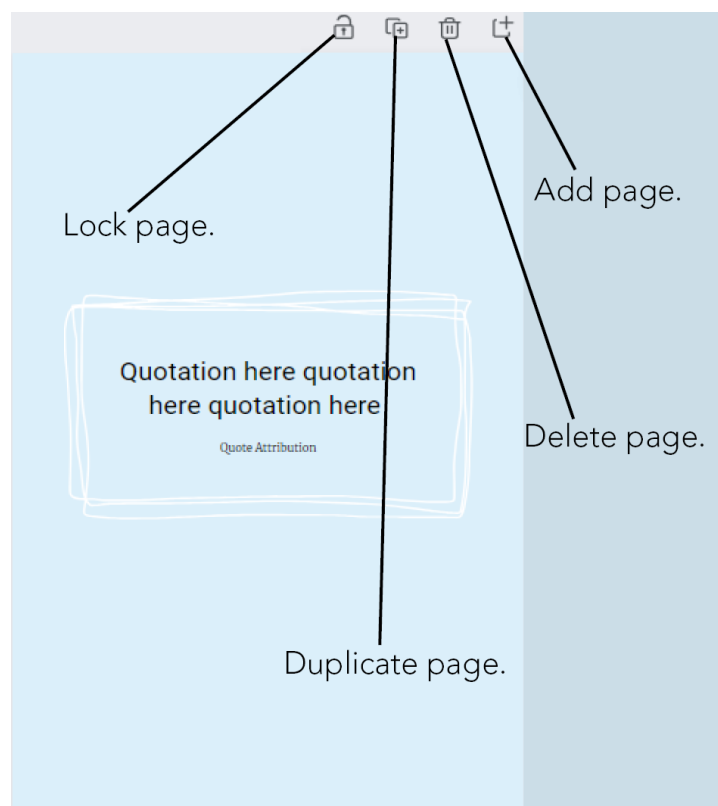 Add page.
Lock page.
Quotation here quotation
here quotation here
Quote Attribution
Delete page.
Duplicate page.